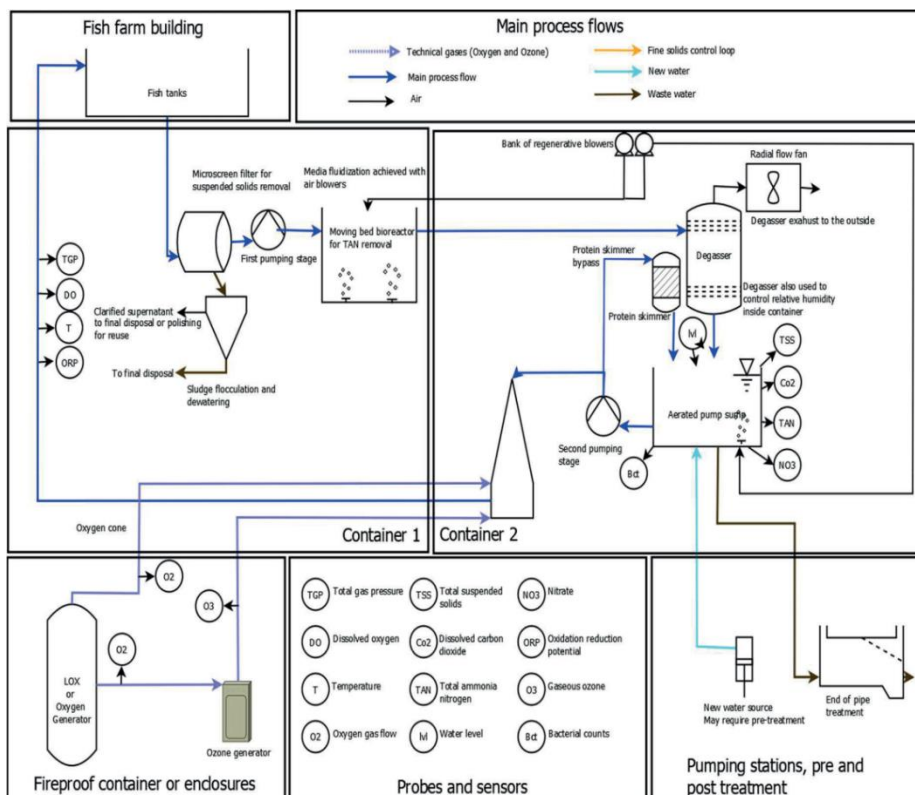 Fish farm building
Fish tanks
Main process flows
Technical gases (Oxygen and Ozone)
Main process flow
Air
Fine solids control loop
New water
Waste water
Microscreen filter for
suspended solids removal
Media fluidization achieved with
air blowers
First pumping stage
Moving bed bioreactor
for TAN removal
TGP
DO
T
ORP
Clarified supernatant
to final disposal or polishing
for reuse
To final disposal
Sludge flocculation and
dewatering
Oxygen cone
Container 1
Bank of regenerative blowers
Radial flow fan
Degasser exahust to the outside
Protein skimmer
bypass
Degasser
Protein skimmer
Degasser also used to
control relative humidity
inside container
lvl
TSS
Co2
Aerated pump sump
TAN
NO3
Second pumping
stage
Bct
Container 2
O2
O3
O2
LOX
or
Oxygen
Generator
Ozone generator
Fireproof container or enclosures
TGP Total gas pressure
TSS Total suspended
solids
NO3 Nitrate
DO Dissolved oxygen
Co2 Dissolved carbon
dioxide
ORP Oxidation reduction
potential
T Temperature
TAN Total ammonia
nitrogen
O3 Gaseous ozone
O2 Oxygen gas flow
lvl Water level
Bct Bacterial counts
Probes and sensors
New water source
May require pre-treatment
End of pipe
treatment
Pumping stations, pre and
post treatment